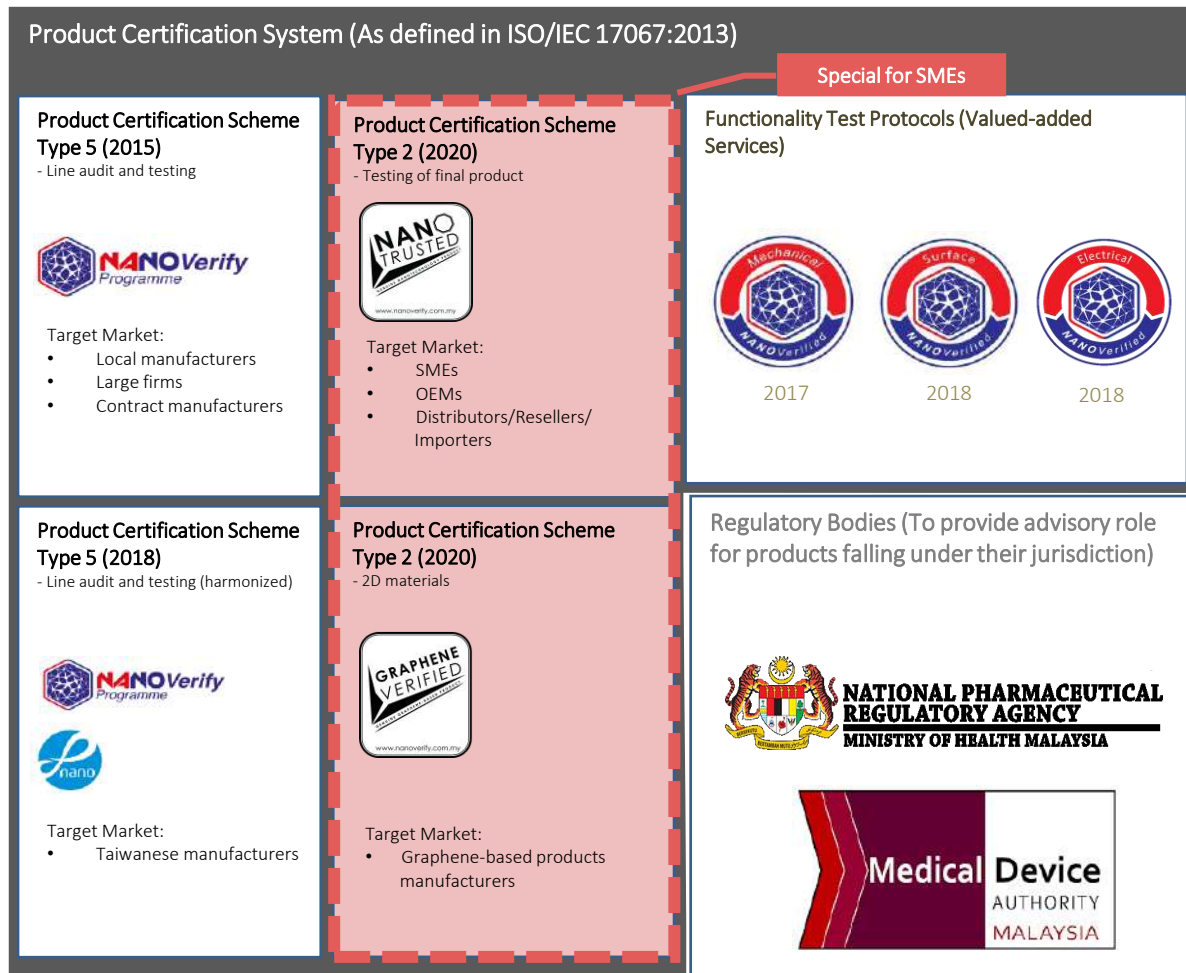 Product Certification System (As defined in ISO/IEC 17067:2013)
Special for SMEs
Product Certification Scheme
Type 5 (2015)
- Line audit and testing
NANOVerify
Programme
Target Market:
• Local manufacturers
• Large firms
• Contract manufacturers
Product Certification Scheme
Type 2 (2020)
- Testing of final product
NANO
TRUSTED
www.nanoverify.com.my
Target Market:
• SMEs
• OEMs
• Distributors/Resellers/
Importers
Functionality Test Protocols (Valued-added
Services)
Mechanical
NANOVerified
2017
Surface
NANOVerified
2018
Electrical
NANOVerified
2018
Product Certification Scheme
Type 5 (2018)
- Line audit and testing (harmonized)
NANOVerify
Programme
nano
Target Market:
• Taiwanese manufacturers
Product Certification Scheme
Type 2 (2020)
- 2D materials
GRAPHENE
VERIFIED
www.nanoverify.com.my
Target Market:
• Graphene-based products
manufacturers
Regulatory Bodies (To provide advisory role
for products falling under their jurisdiction)
NATIONAL PHARMACEUTICAL
REGULATORY AGENCY
MINISTRY OF HEALTH MALAYSIA
Medical Device
AUTHORITY
MALAYSIA